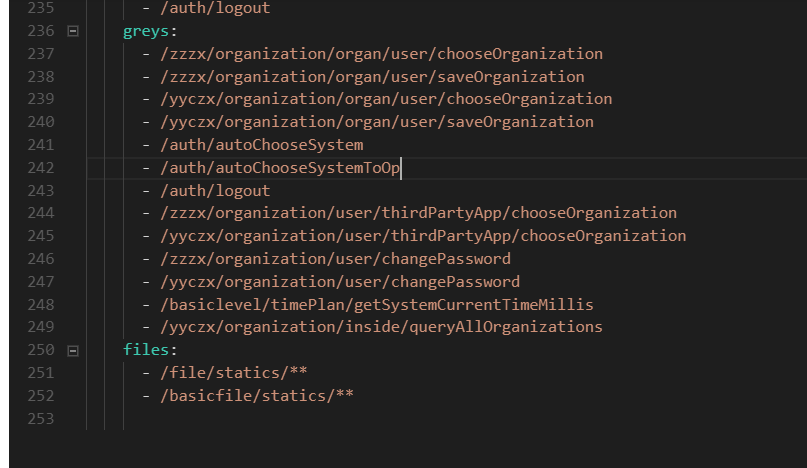 235 - /auth/logout
236 greys:
237 - /zzzx/organization/organ/user/chooseOrganization
238 - /zzzx/organization/organ/user/saveOrganization
239 - /yyczx/organization/organ/user/chooseOrganization
240 - /yyczx/organization/organ/user/saveOrganization
241 - /auth/autoChooseSystem
242 - /auth/autoChooseSystemToOp
243 - /auth/logout
244 - /zzzx/organization/user/thirdPartyApp/chooseOrganization
245 - /yyczx/organization/user/thirdPartyApp/chooseOrganization
246 - /zzzx/organization/user/changePassword
247 - /yyczx/organization/user/changePassword
248 - /basiclevel/timePlan/getSystemCurrentTimeMillis
249 - /yyczx/organization/inside/queryAllOrganizations
250 files:
251 - /file/statics/**
252 - /basicfile/statics/**
253